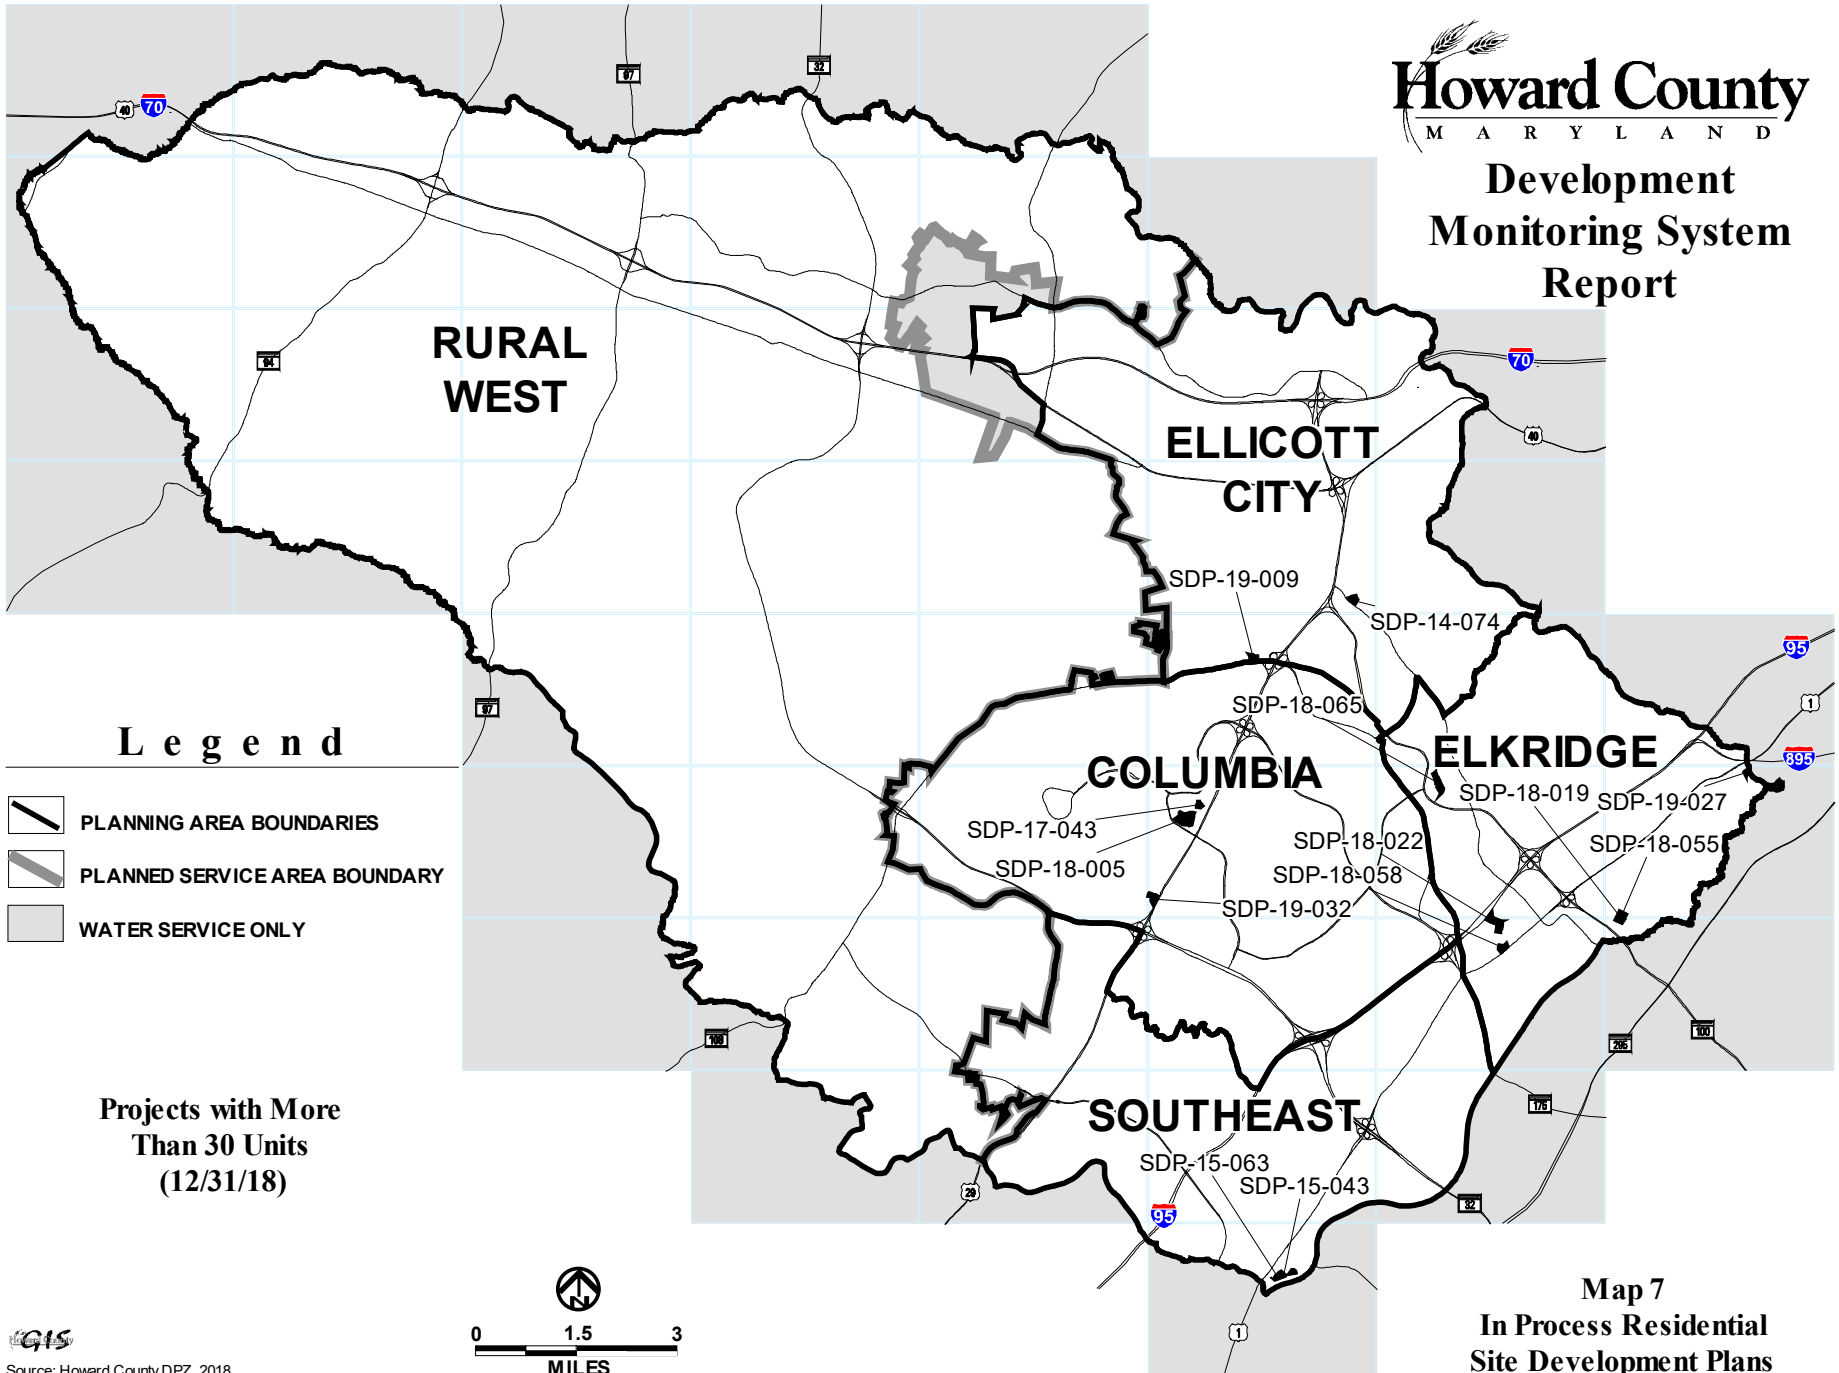 Howard County
MARYLAND
Development
Monitoring System
Report
40
70
97
32
94
RURAL
WEST
70
40
ELLICOTT
CITY
SDP-19-009
SDP-14-074
95
1
895
97
SDP-18-065
COLUMBIA
ELKRIDGE
SDP-18-019
SDP-19-027
SDP-17-043
SDP-18-022
SDP-18-055
SDP-18-005
SDP-18-058
SDP-19-032
108
295
100
175
SOUTHEAST
SDP-15-063
SDP-15-043
29
95
32
1
Legend
PLANNING AREA BOUNDARIES
PLANNED SERVICE AREA BOUNDARY
WATER SERVICE ONLY
Projects with More
Than 30 Units
(12/31/18)
N
0 1.5 3
MILES
Howard County
GIS
Source: Howard County DPZ, 2018
Map 7
In Process Residential
Site Development Plans